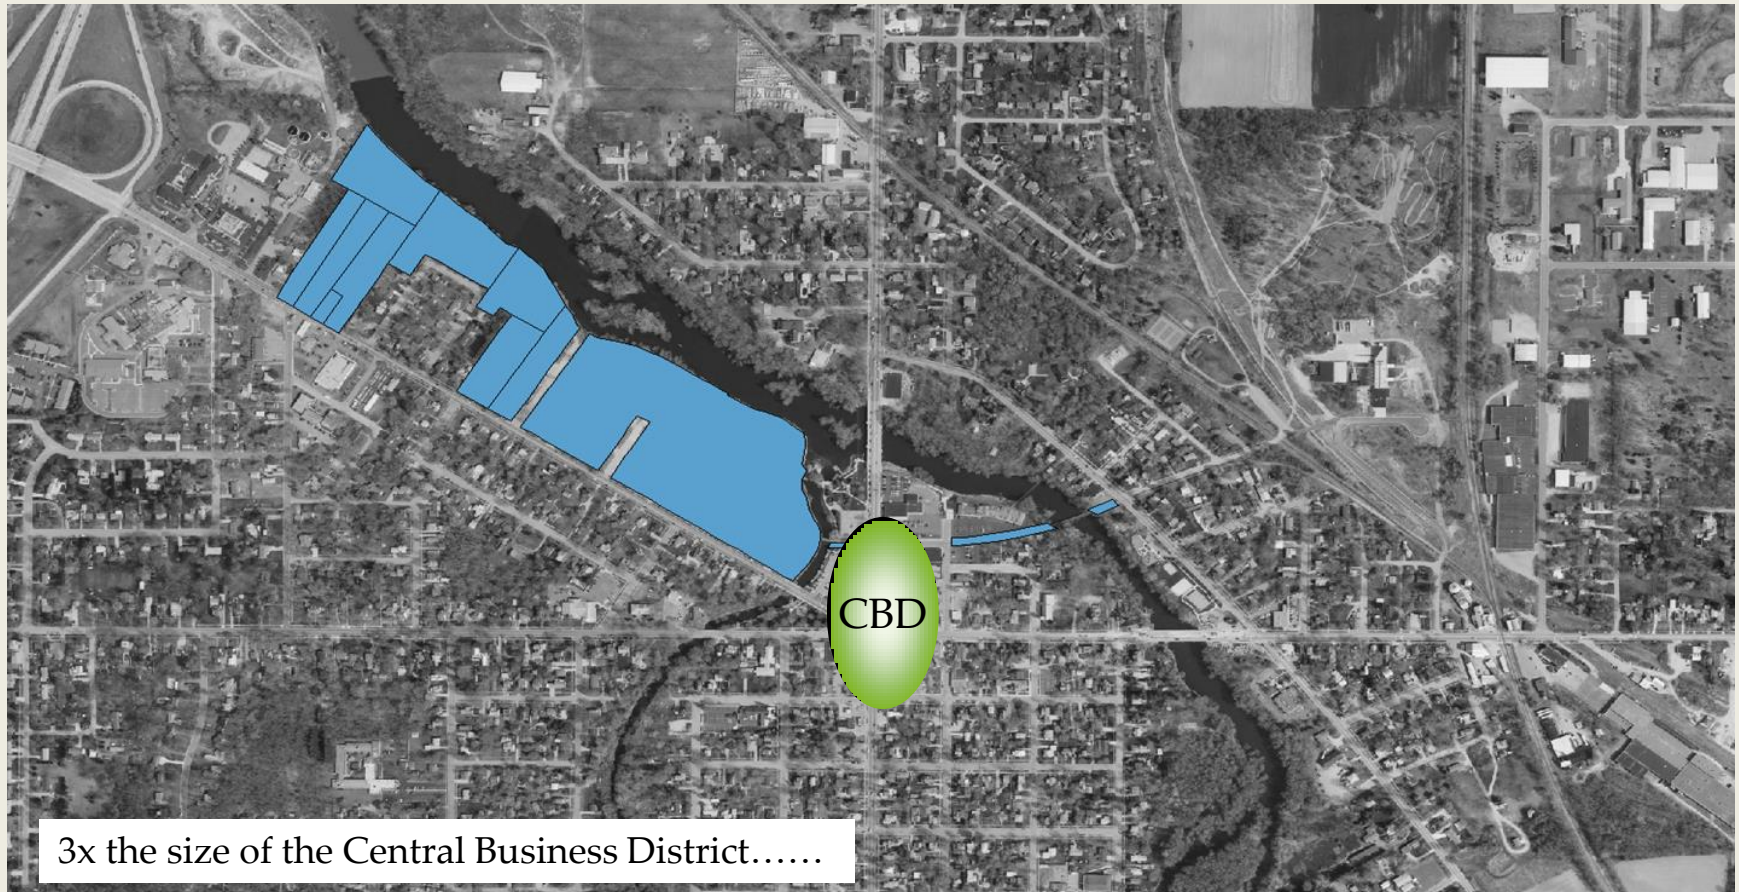 CBD
3x the size of the Central Business District……